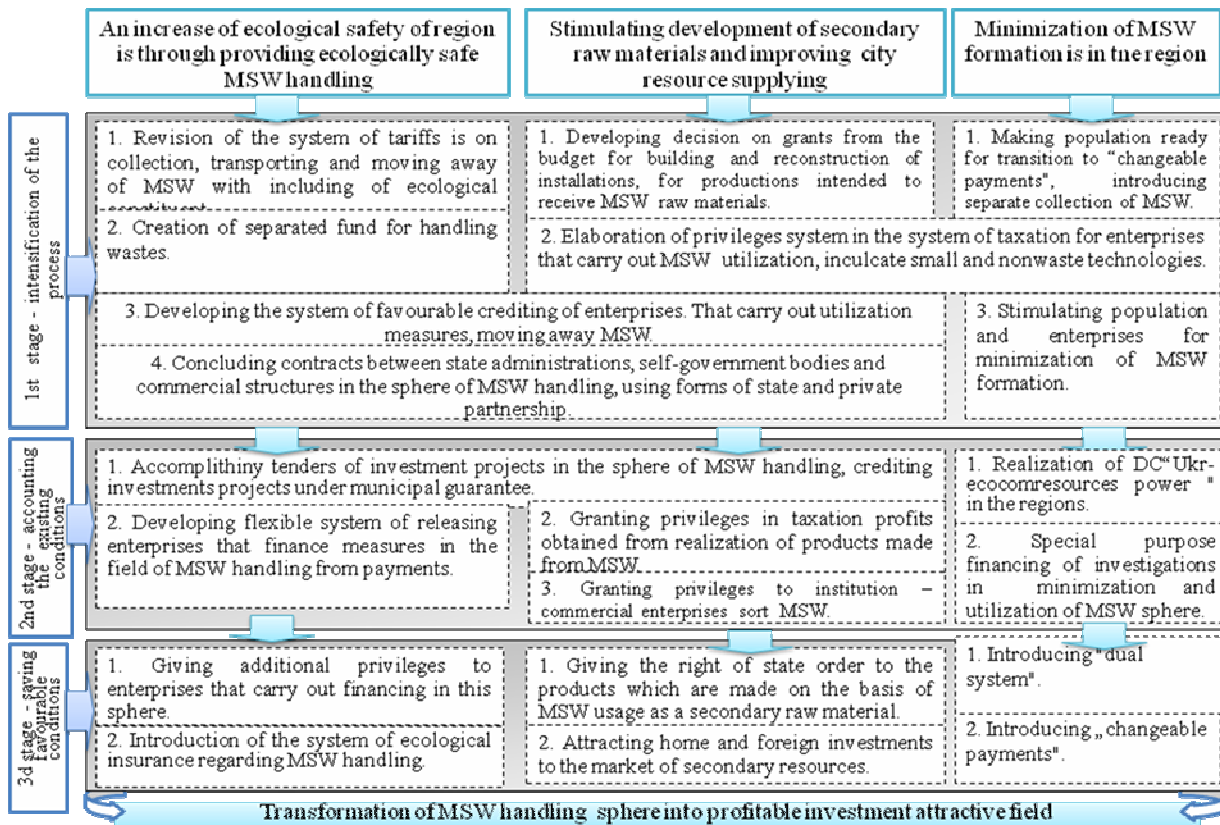 An increase of ecological safety of region
is through providing ecologically safe
MSW handling
Stimulating development of secondary
raw materials and improving city
resource supplying
Minimization of MSW
formation is in tne region
1st stage - intensification of the
process
1. Revision of the system of tariffs is on
collection, transporting and moving away
of MSW with including of ecological
2. Creation of separated fund for handling
wastes.
1. Developing decision on grants from the
budget for building and reconstruction of
installations, for productions intended to
receive MSW raw materials.
1. Making population ready
for transition to "changeable
payments", introducing
separate collection of MSW.
2. Elaboration of privileges system in the system of taxation for enterprises
that carry out MSW utilization, inculcate small and nonwaste technologies.
3. Developing the system of favourable crediting of enterprises. That carry out utilization
measures, moving away MSW.
4. Concluding contracts between state administrations, self-government bodies and
commercial structures in the sphere of MSW handling, using forms of state and private
partnership.
3. Stimulating population
and enterprises for
minimization of MSW
formation.
2nd stage - accounting
the existing
conditions
1. Accomplithiny tenders of investment projects in the sphere of MSW handling, crediting
investments projects under municipal guarantee.
2. Developing flexible system of releasing
enterprises that finance measures in the
field of MSW handling from payments.
2. Granting privileges in taxation profits
obtained from realization of products made
from MSW.
3. Granting privileges to institution –
commercial enterprises sort MSW.
1. Realization of DC“Ukr-
ecocomresources power "
in the regions.
2. Special purpose
financing of investigations
in minimization and
utilization of MSW sphere.
3d stage - saving
favourable
conditions
1. Giving additional privileges to
enterprises that carry out financing in this
sphere.
2. Introduction of the system of ecological
insurance regarding MSW handling.
1. Giving the right of state order to the
products which are made on the basis of
MSW usage as a secondary raw material.
2. Attracting home and foreign investments
to the market of secondary resources.
1. Introducing "dual
system".
2. Introducing „changeable
payments".
Transformation of MSW handling sphere into profitable investment attractive field